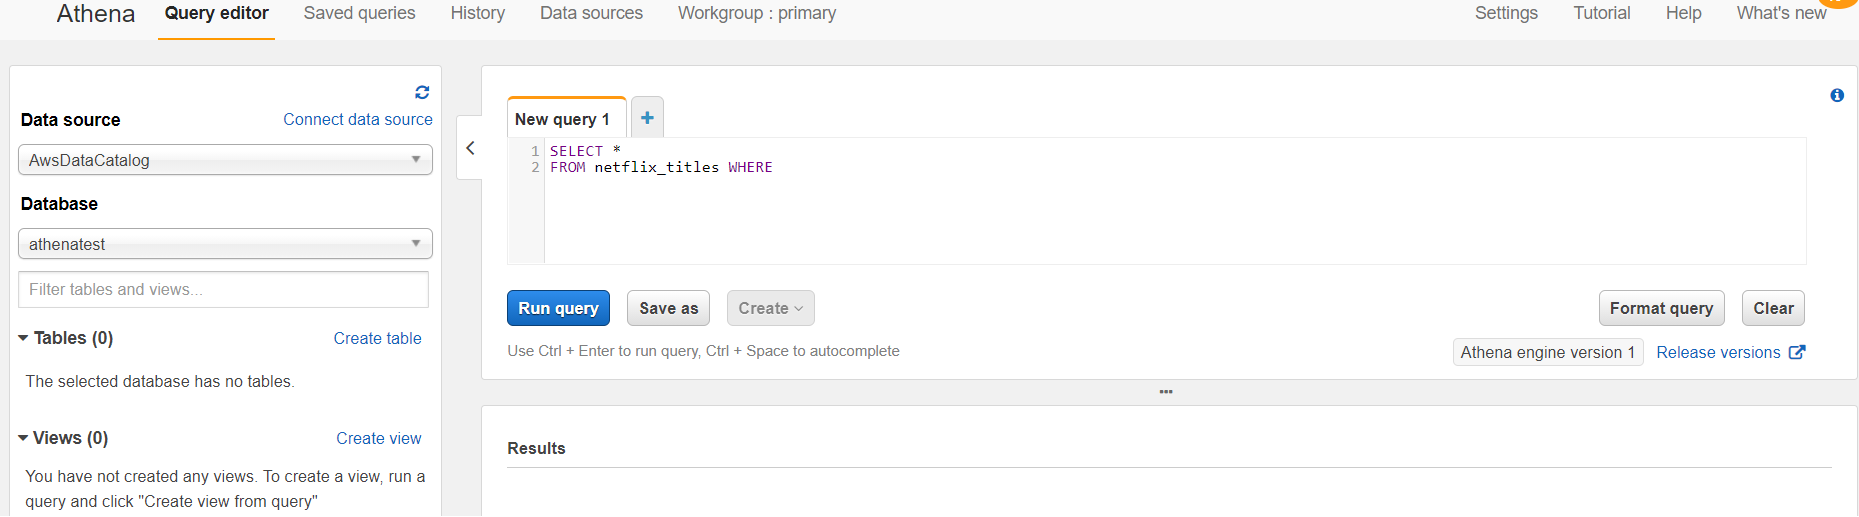 Athena Query editor Saved queries History Data sources Workgroup : primary Settings Tutorial Help What's new
Data source Connect data source
AwsDataCatalog
Database
athenatest
Filter tables and views...
Tables (0) Create table
The selected database has no tables.
Views (0) Create view
You have not created any views. To create a view, run a
query and click "Create view from query"
New query 1 +
1 SELECT *
2 FROM netflix_titles WHERE
Run query Save as Create Format query Clear
Use Ctrl + Enter to run query, Ctrl + Space to autocomplete
Athena engine version 1 Release versions
Results